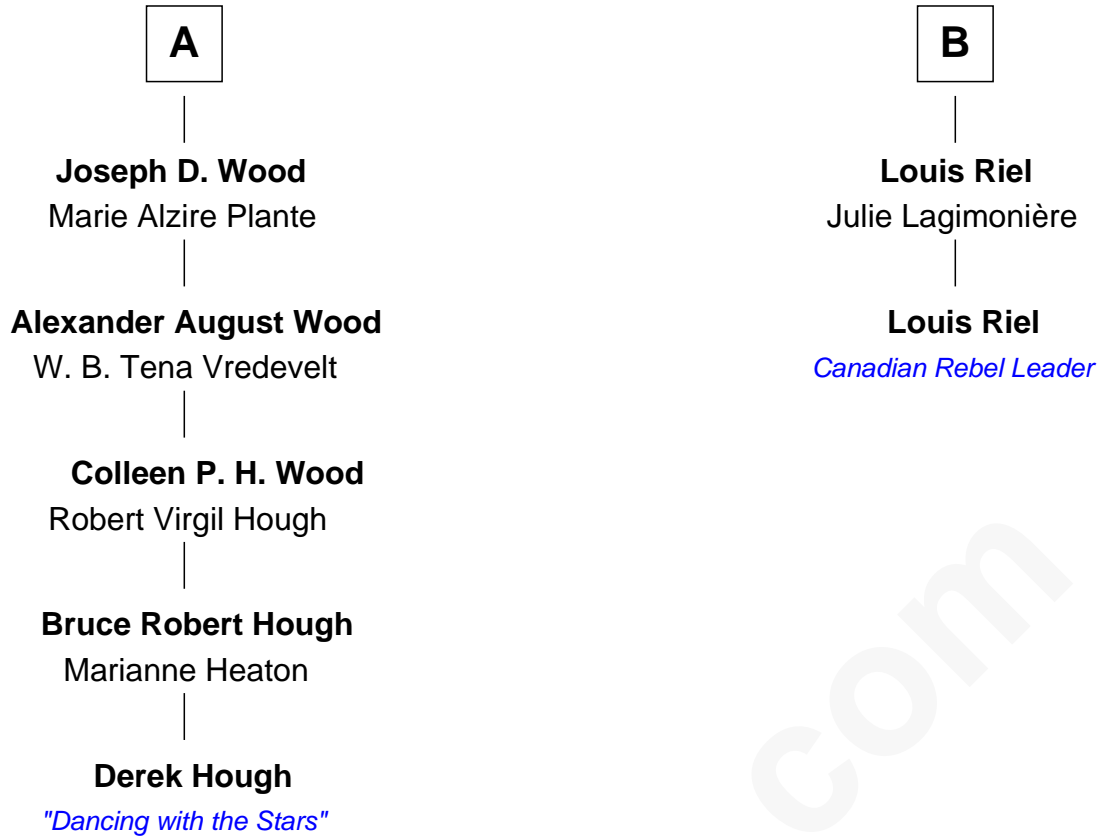 A
Joseph D. Wood
Marie Alzire Plante
Alexander August Wood
W. B. Tena Vredevelt
Colleen P. H. Wood
Robert Virgil Hough
Bruce Robert Hough
Marianne Heaton
Derek Hough
"Dancing with the Stars"
B
Louis Riel
Julie Lagimonière
Louis Riel
Canadian Rebel Leader
com